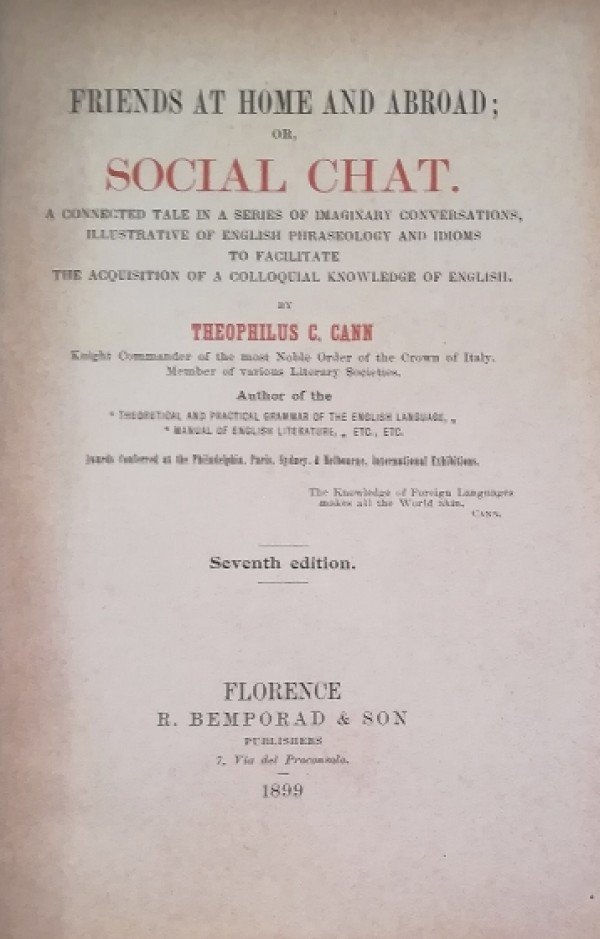 FRIENDS AT HOME AND ABROAD;
OR,
SOCIAL CHAT.
A CONNECTED TALE IN A SERIES OF IMAGINARY CONVERSATIONS,
ILLUSTRATIVE OF ENGLISH PHRASEOLOGY AND IDIOMS
TO FACILITATE
THE ACQUISITION OF A COLLOQUIAL KNOWLEDGE OF ENGLISH.
BY
THEOPHILUS C. CANN
Knight Commander of the most Noble Order of the Crown of Italy.
Member of various Literary Societies.
Author of the
" THEORETICAL AND PRACTICAL GRAMMAR OF THE ENGLISH LANGUAGE, „
" MANUAL OF ENGLISH LITERATURE, „ ETC., ETC.
Awards Conferred at the Philadelphia, Paris, Sydney, & Melbourne, International Exhibitions.
The Knowledge of Foreign Languages
makes all the World akin.
CANN.
Seventh edition.
FLORENCE
R. BEMPORAD & SON
PUBLISHERS
7, Via del Proconsolo.
1899